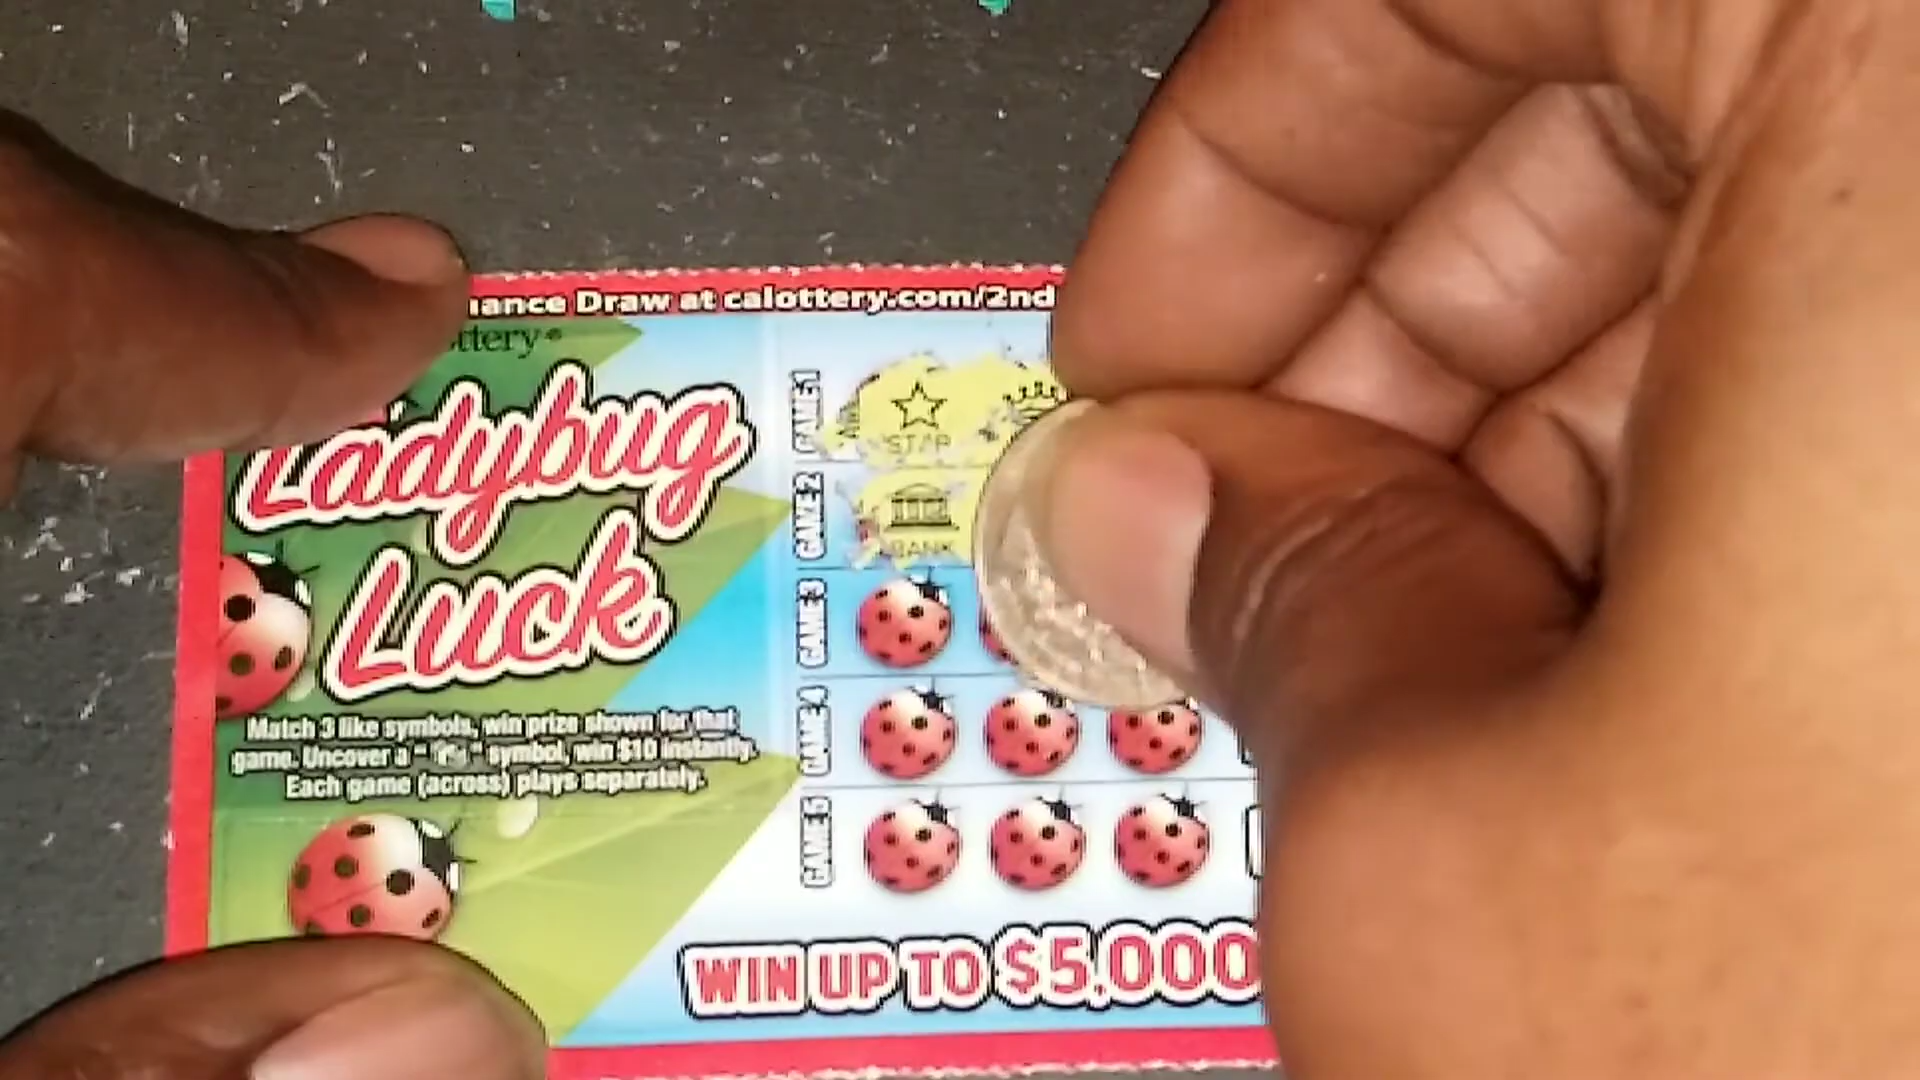 hance Draw at calottery.com/2nd
ottery®
Ladybug
Luck
Match 3 like symbols, win prize shown for that
game. Uncover a " " symbol, win $10 instantly.
Each game (across) plays separately.
GAME 1
STAR
GAME 2
BANK
GAME 3
GAME 4
GAME 5
WIN UP TO $5,000